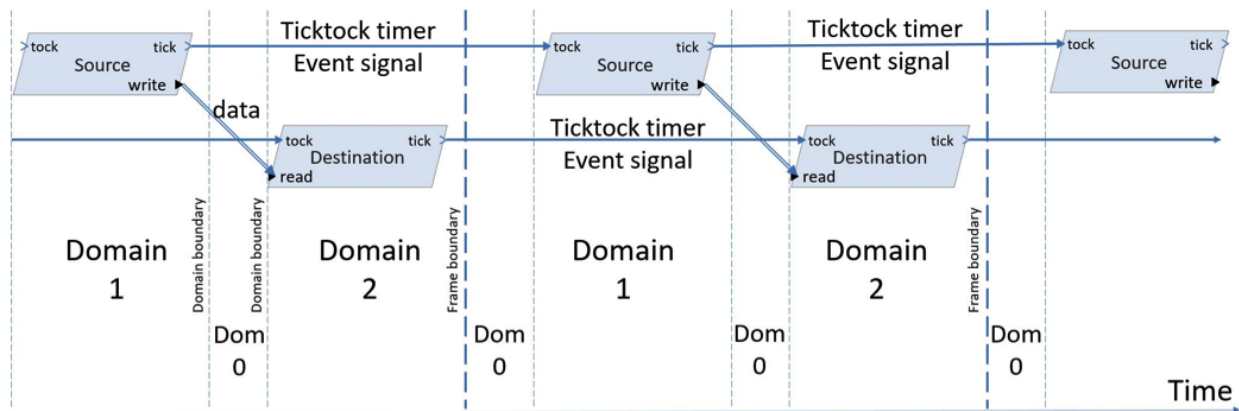 Ticktock timer
Event signal
Ticktock timer
Event signal
tock
tick
Source
write
tock
tick
Source
write
tock
tick
Source
write
data
Ticktock timer
Event signal
tock
tick
Destination
read
tock
tick
Destination
read
Domain boundary
Domain boundary
Frame boundary
Frame boundary
Domain
1
Domain
2
Domain
1
Domain
2
Dom
0
Dom
0
Dom
0
Dom
0
Time